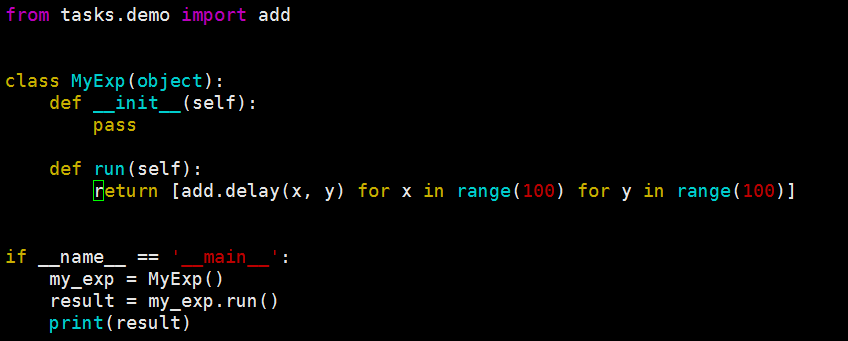 from tasks.demo import add
class MyExp(object):
    def __init__(self):
        pass
    def run(self):
        return [add.delay(x, y) for x in range(100) for y in range(100)]
if __name__ == '__main__':
    my_exp = MyExp()
    result = my_exp.run()
    print(result)